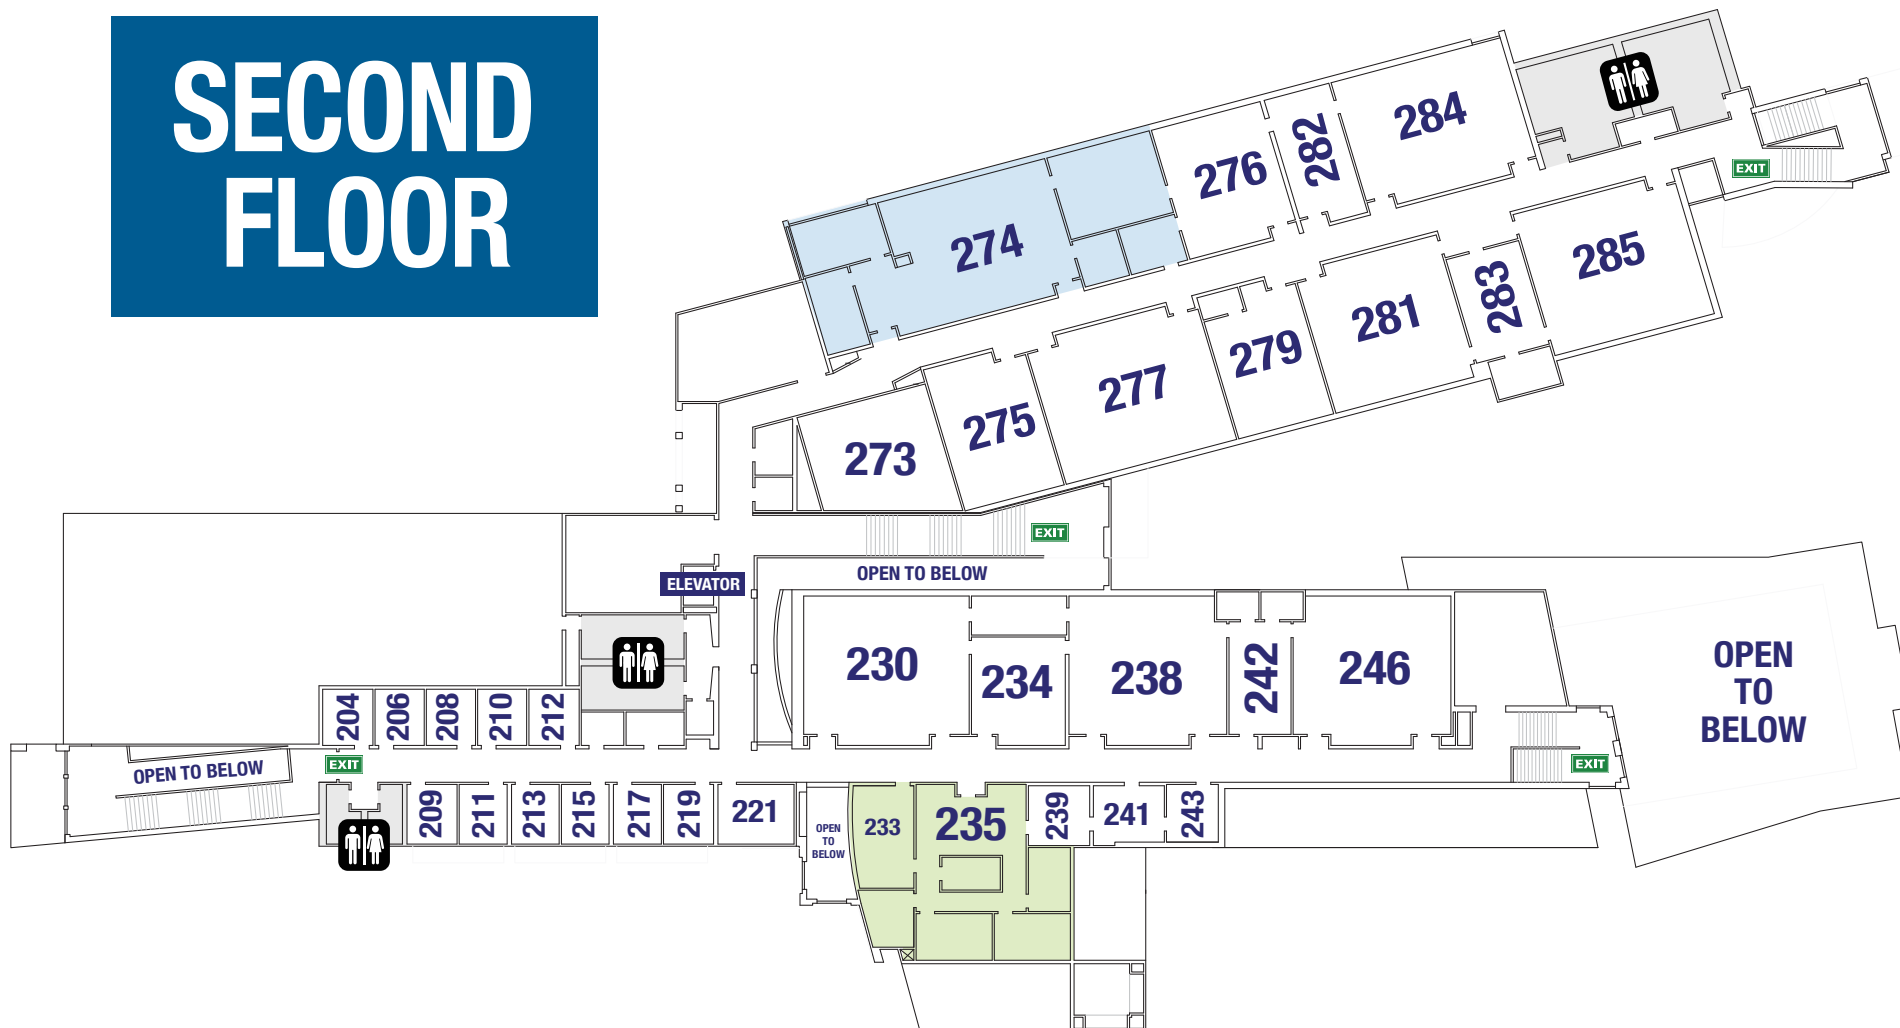 SECOND
FLOOR
284
282
276
EXIT
274
285
283
281
279
277
275
273
EXIT
OPEN TO BELOW
ELEVATOR
230
234
238
242
246
OPEN
TO
BELOW
204
206
208
210
212
OPEN TO BELOW
EXIT
EXIT
209
211
213
215
217
219
221
OPEN
TO
BELOW
233
235
239
241
243